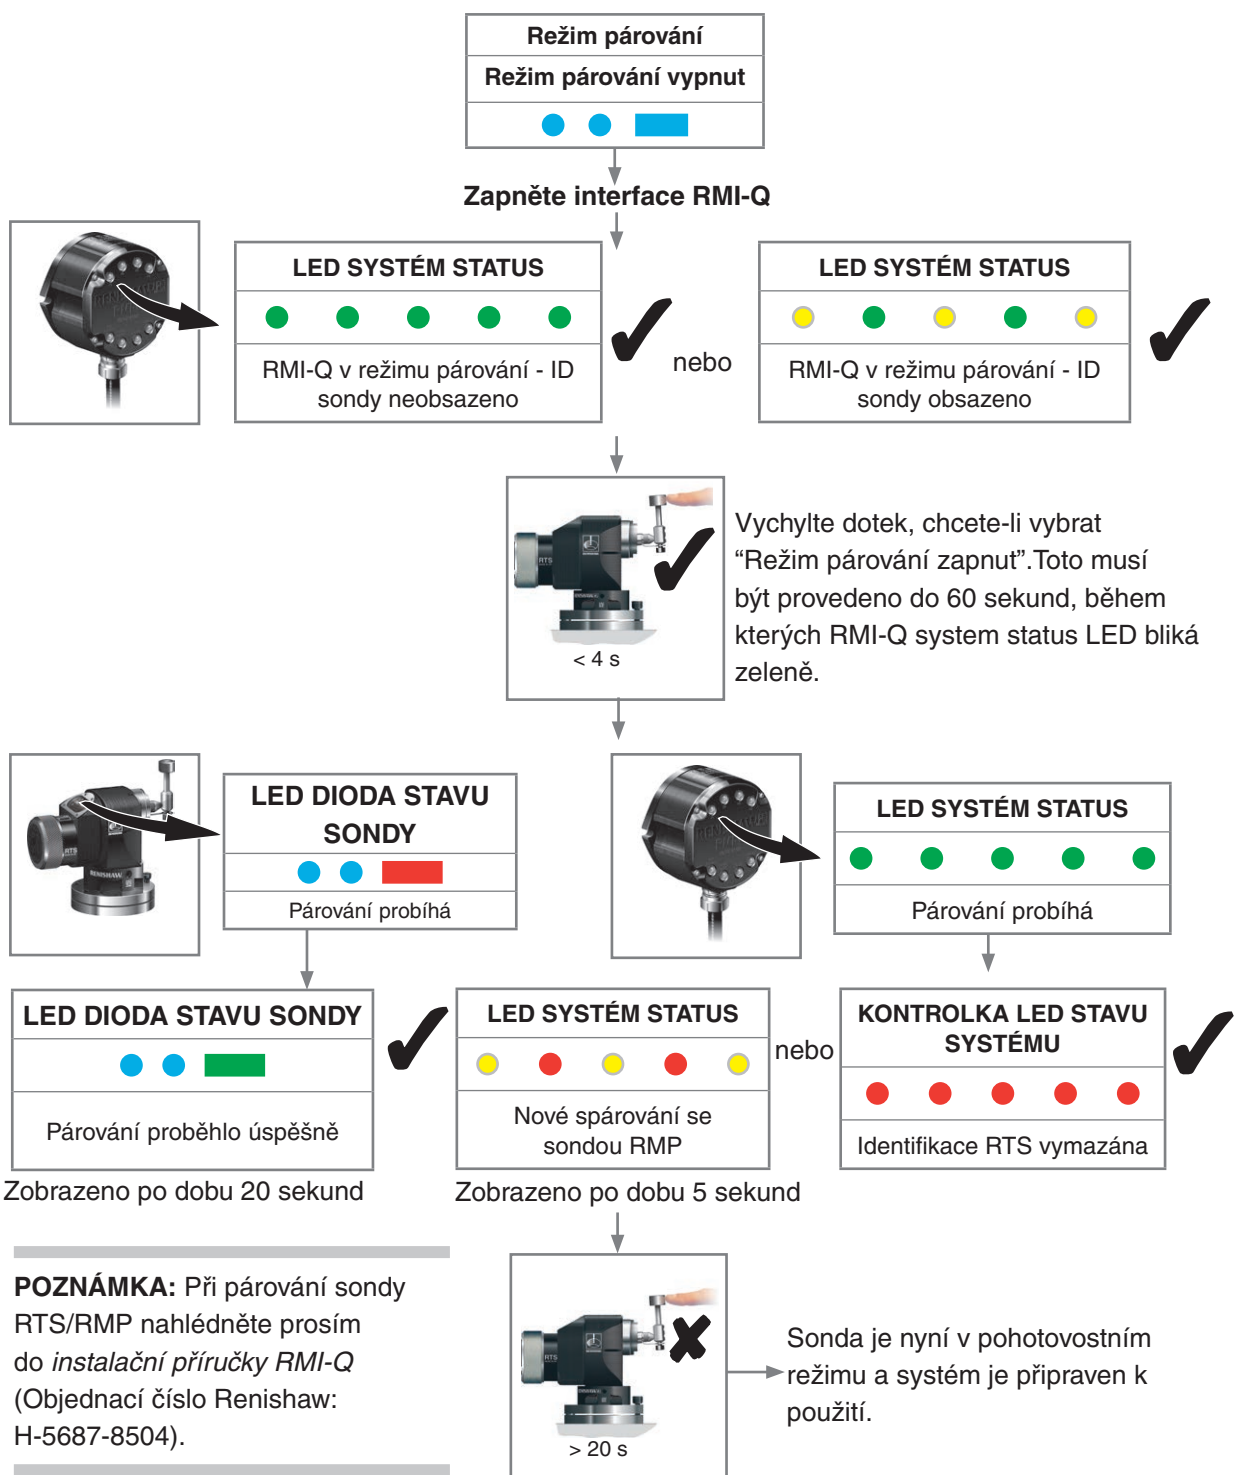 Režim párování
Režim párování vypnut
Zapněte interface RMI-Q
LED SYSTÉM STATUS
RMI-Q v režimu párování - ID
sondy neobsazeno
nebo
LED SYSTÉM STATUS
RMI-Q v režimu párování - ID
sondy obsazeno
RTS
< 4 s
Vychylte dotek, chcete-li vybrat
“Režim párování zapnut”.Toto musí
být provedeno do 60 sekund, během
kterých RMI-Q system status LED bliká
zeleně.
RTS
RENISHAW
LED DIODA STAVU
SONDY
Párování probíhá
LED SYSTÉM STATUS
Párování probíhá
LED DIODA STAVU SONDY
Párování proběhlo úspěšně
Zobrazeno po dobu 20 sekund
LED SYSTÉM STATUS
Nové spárování se
sondou RMP
Zobrazeno po dobu 5 sekund
nebo
KONTROLKA LED STAVU
SYSTÉMU
Identifikace RTS vymazána
POZNÁMKA: Při párování sondy
RTS/RMP nahlédněte prosím
do instalační příručky RMI-Q
(Objednací číslo Renishaw:
H-5687-8504).
RTS
> 20 s
Sonda je nyní v pohotovostním
režimu a systém je připraven k
použití.